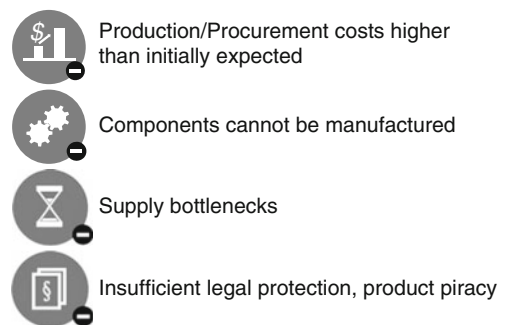 $
Production/Procurement costs higher
than initially expected
Components cannot be manufactured
Supply bottlenecks
§
Insufficient legal protection, product piracy